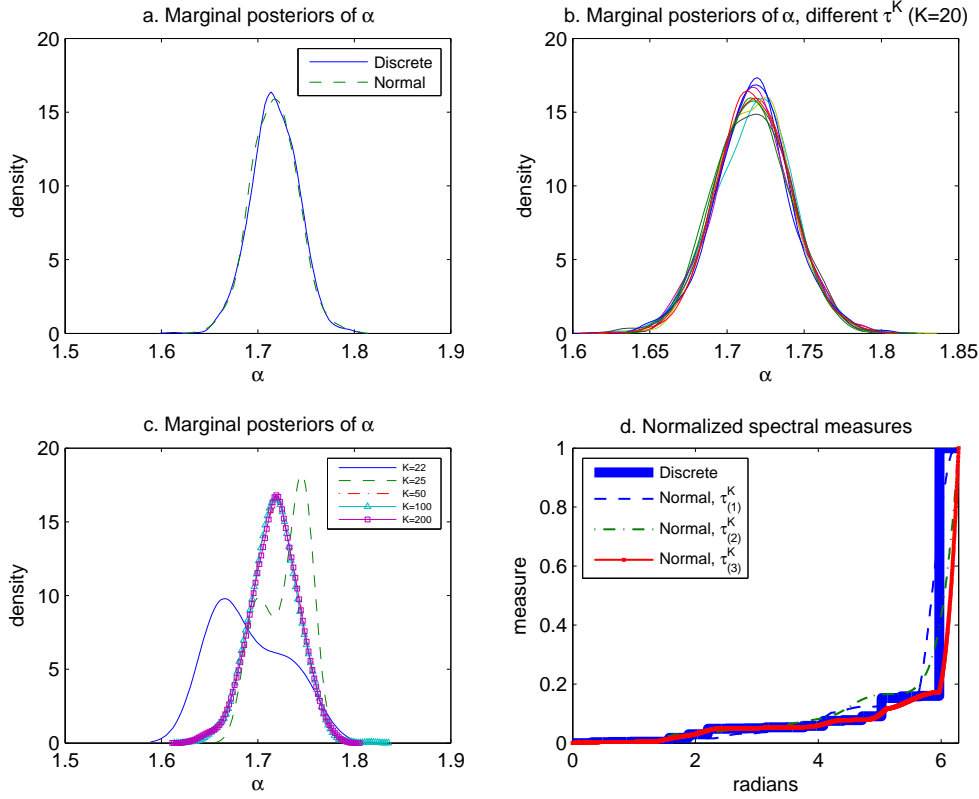 a. Marginal posteriors of α
20
15
10
5
0
density
Discrete
Normal
1.5
1.6
1.7
1.8
1.9
α
b. Marginal posteriors of α, different τ^K (K=20)
20
15
10
5
0
density
1.6
1.65
1.7
1.75
1.8
1.85
α
c. Marginal posteriors of α
20
15
10
5
0
density
K=22
K=25
K=50
K=100
K=200
1.5
1.6
1.7
1.8
1.9
α
d. Normalized spectral measures
1
0.8
0.6
0.4
0.2
0
measure
Discrete
Normal, τ^K_(1)
Normal, τ^K_(2)
Normal, τ^K_(3)
0
2
4
6
radians